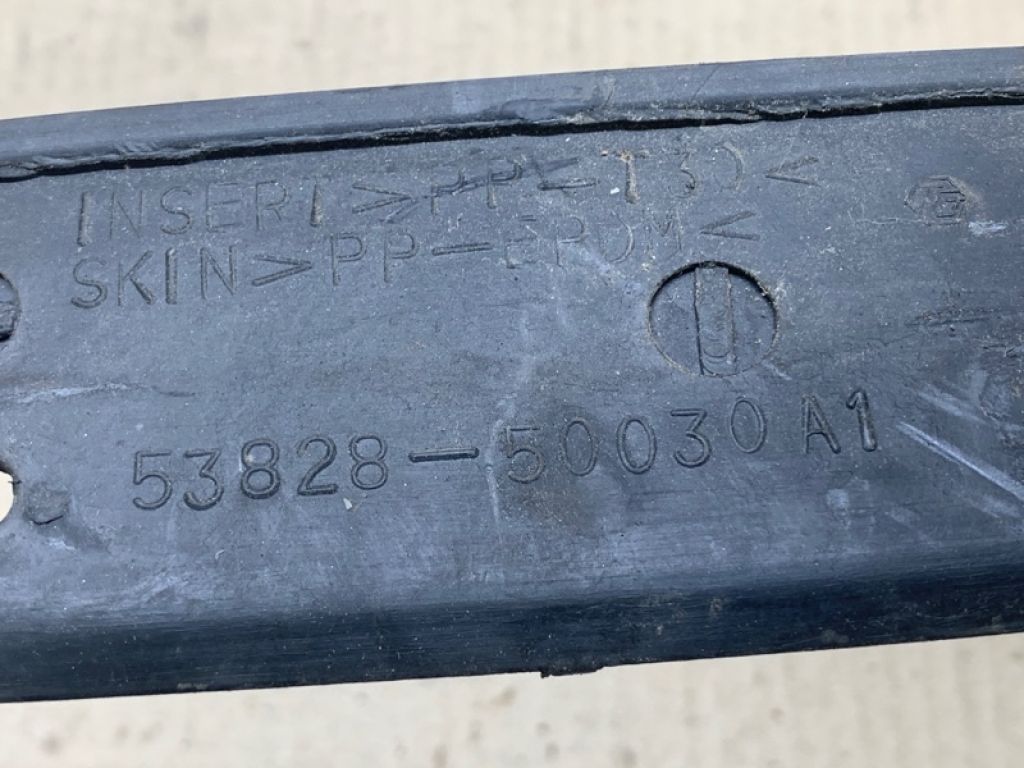 INSERT>PP-T30<
SKIN>PP-EPDM<
53828-50030 A1